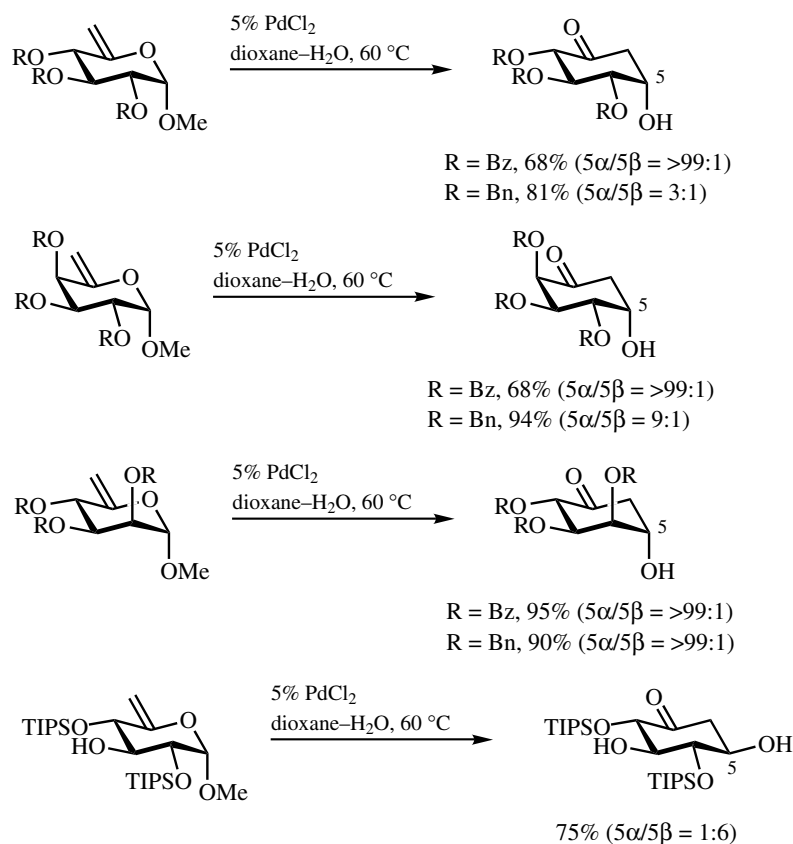 5% PdCl₂
dioxane–H₂O, 60 °C
O
RO
RO
RO
OMe
O
RO
RO
RO
5
OH
R = Bz, 68% (5α/5β = >99:1)
R = Bn, 81% (5α/5β = 3:1)
5% PdCl₂
dioxane–H₂O, 60 °C
RO
O
RO
RO
OMe
RO
O
RO
RO
5
OH
R = Bz, 68% (5α/5β = >99:1)
R = Bn, 94% (5α/5β = 9:1)
5% PdCl₂
dioxane–H₂O, 60 °C
OR
O
RO
RO
OMe
O
OR
RO
RO
5
OH
R = Bz, 95% (5α/5β = >99:1)
R = Bn, 90% (5α/5β = >99:1)
5% PdCl₂
dioxane–H₂O, 60 °C
O
TIPSO
HO
TIPSO
OMe
O
TIPSO
HO
OH
TIPSO
5
75% (5α/5β = 1:6)